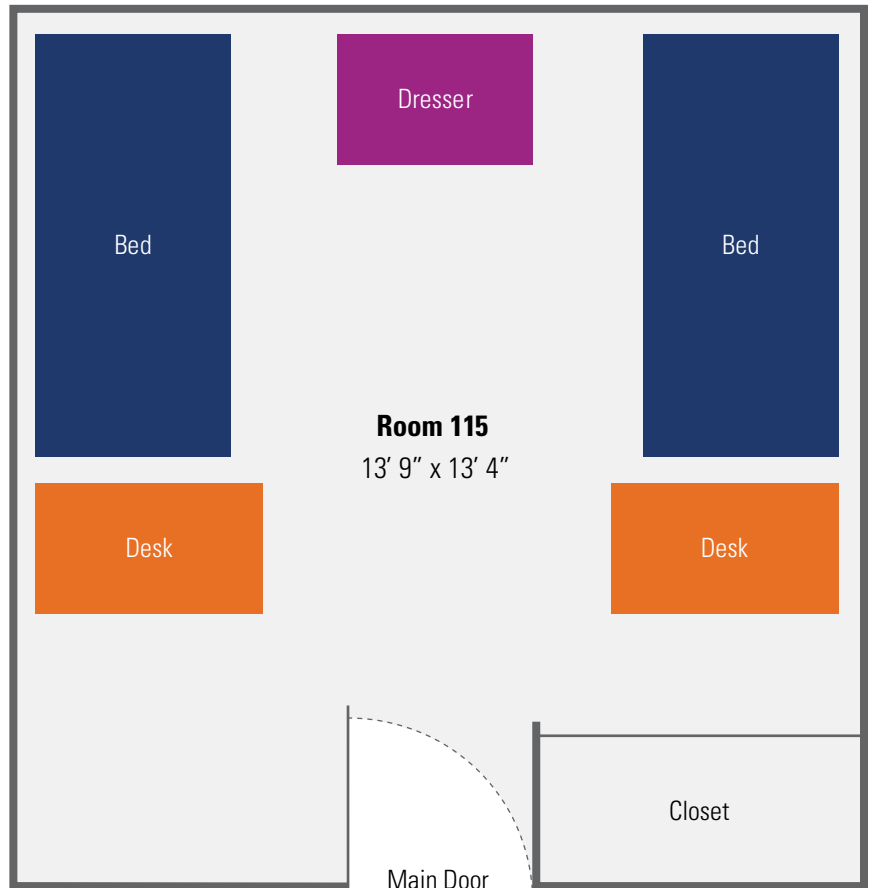 Dresser
Bed
Bed
Room 115
13’ 9” x 13’ 4”
Desk
Desk
Closet
Main Door